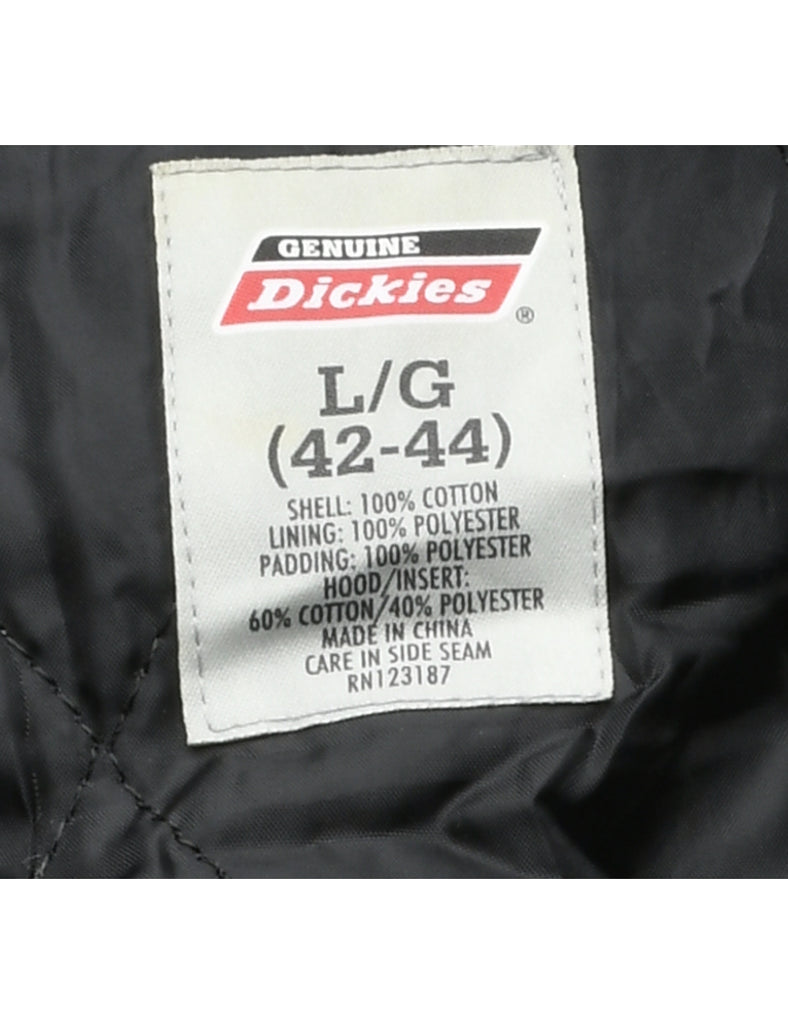 GENUINE
Dickies
®
L/G
(42-44)
SHELL: 100% COTTON
LINING: 100% POLYESTER
PADDING: 100% POLYESTER
HOOD/INSERT:
60% COTTON/40% POLYESTER
MADE IN CHINA
CARE IN SIDE SEAM
RN123187